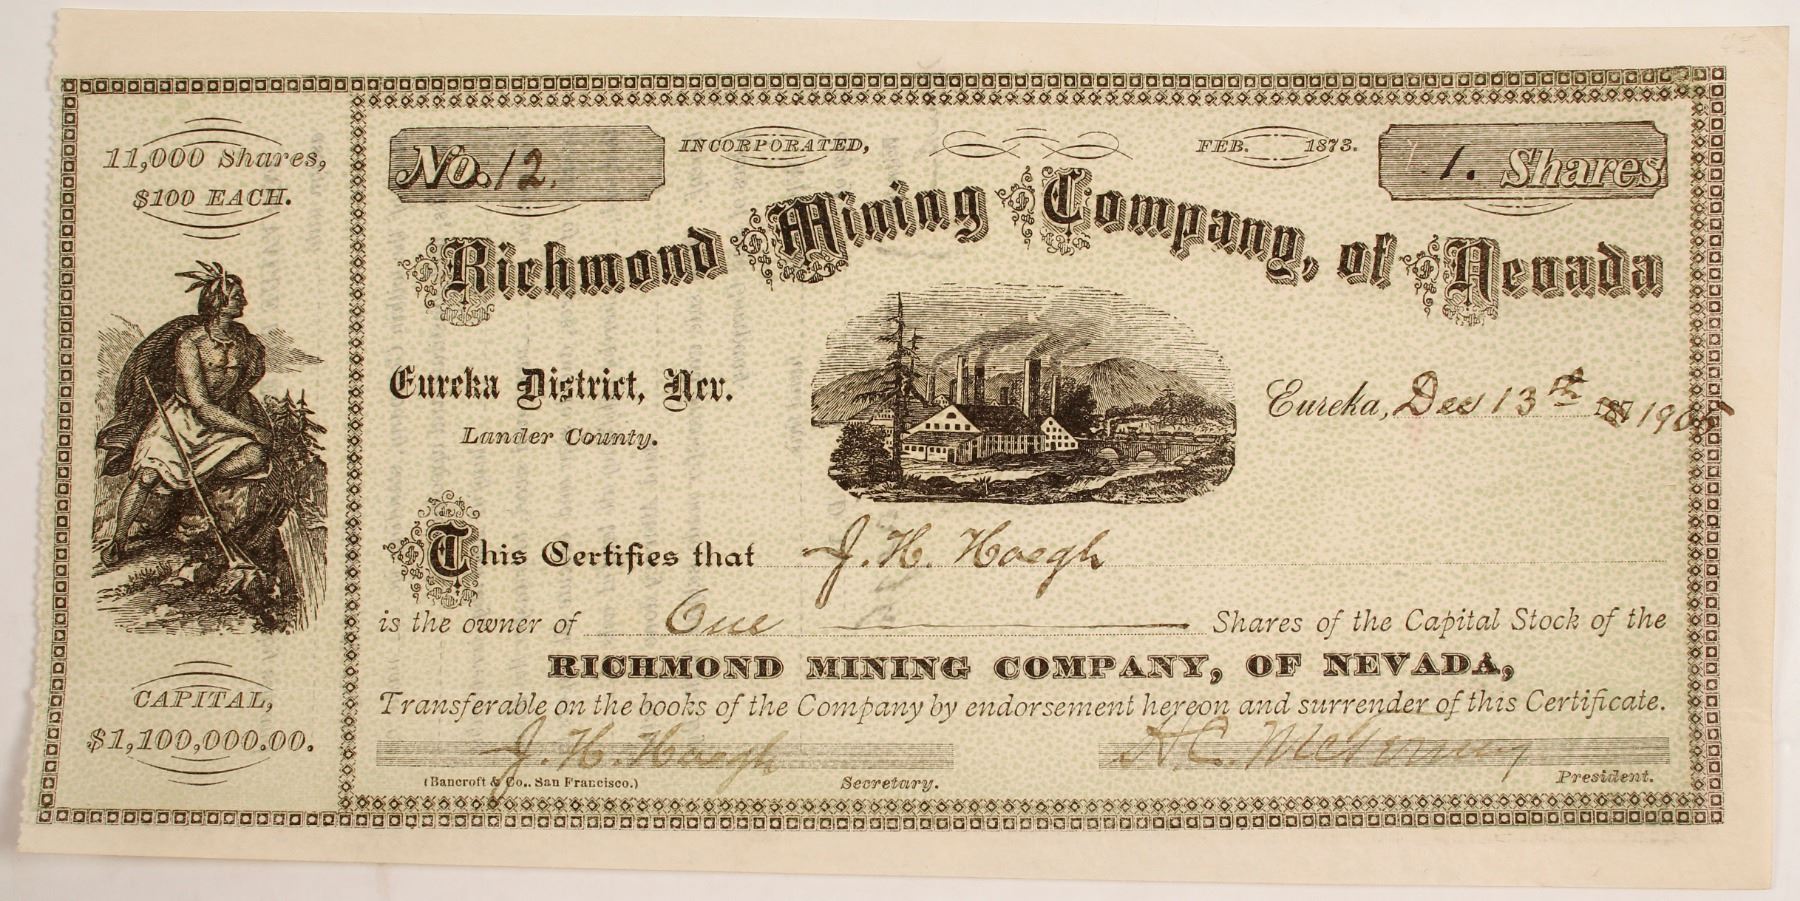 11,000 Shares,
$100 EACH.
CAPITAL,
$1,100,000.00.
No. 12.
INCORPORATED, FEB. 1873.
1. Shares
Richmond Mining Company, of Nevada
Eureka District, Nev.
Lander County.
Eureka, Dec 13th 187 1905
This Certifies that J. H. Hoegh
is the owner of One Shares of the Capital Stock of the
RICHMOND MINING COMPANY, OF NEVADA,
Transferable on the books of the Company by endorsement hereon and surrender of this Certificate.
J. H. Hoegh
(Bancroft & Co., San Francisco.) Secretary. President.